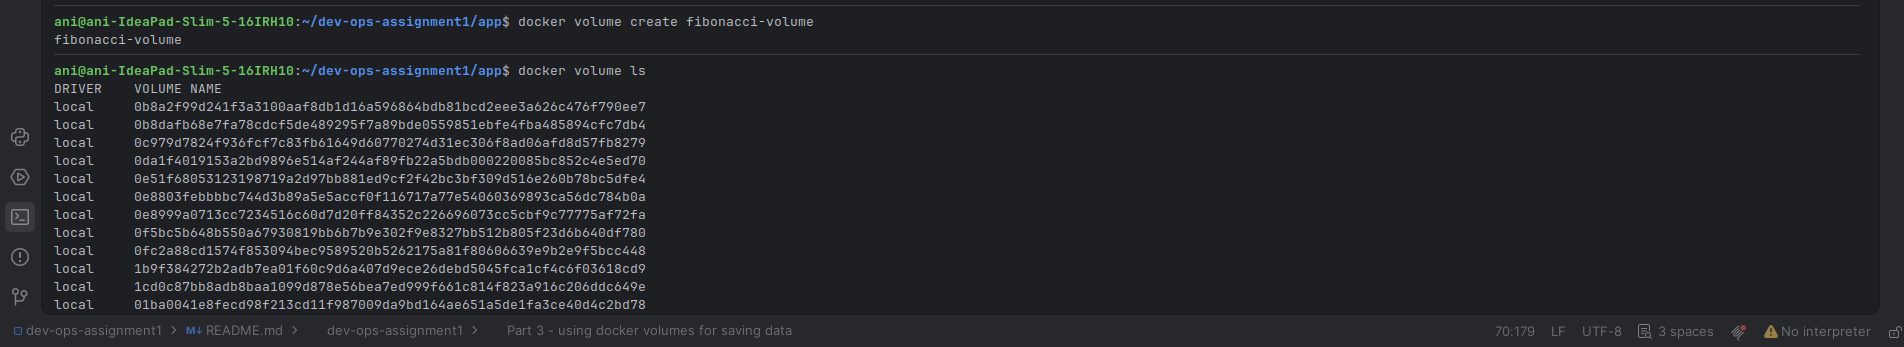 ani@ani-IdeaPad-Slim-5-16IRH10:~/dev-ops-assignment1/app$ docker volume create fibonacci-volume
fibonacci-volume
ani@ani-IdeaPad-Slim-5-16IRH10:~/dev-ops-assignment1/app$ docker volume ls
DRIVER    VOLUME NAME
local     0b8a2f99d241f3a3100aaf8db1d16a596864bdb81bcd2eee3a626c476f790ee7
local     0b8dafb68e7fa78cdcf5de489295f7a89bde0559851ebfe4fba485894cfc7db4
local     0c979d7824f936fcf7c83fb61649d60770274d31ec306f8ad06afd8d57fb8279
local     0da1f4019153a2bd9896e514af244af89fb22a5bdb000220085bc852c4e5ed70
local     0e51f68053123198719a2d97bb881ed9cf2f42bc3bf309d516e260b78bc5dfe4
local     0e8803febbbbc744d3b89a5e5accf0f116717a77e54060369893ca56dc784b0a
local     0e8999a0713cc7234516c60d7d20ff84352c226696073cc5cbf9c77775af72fa
local     0f5bc5b648b550a67930819bb6b7b9e302f9e8327bb512b805f23d6b640df780
local     0fc2a88cd1574f853094bec9589520b5262175a81f80606639e9b2e9f5bcc448
local     1b9f384272b2adb7ea01f60c9d6a407d9ece26debd5045fca1cf4c6f03618cd9
local     1cd0c87bb8adb8baa1099d878e56bea7ed999f661c814f823a916c206ddc649e
local     01ba0041e8fecd98f213cd11f987009da9bd164ae651a5de1fa3ce40d4c2bd78
dev-ops-assignment1 > M↓ README.md > dev-ops-assignment1 > Part 3 - using docker volumes for saving data 70:179 LF UTF-8 3 spaces No interpreter